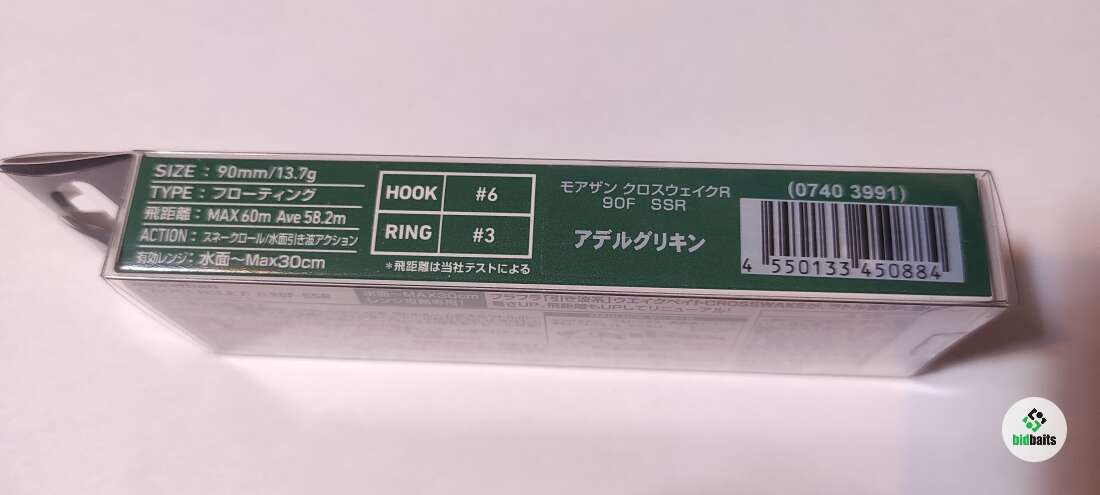 SIZE : 90mm/13.7g
TYPE : フローティング
飛距離 : MAX 60m Ave 58.2m
ACTION : スネークロール/水面引き波アクション
有効レンジ : 水面～Max30cm
HOOK #6
RING #3
*飛距離は当社テストによる
モアザン クロスウェイクR
90F SSR
アデルグリキン
(0740 3991)
4 550133 450884
水面～MAX30cm
bidbaits